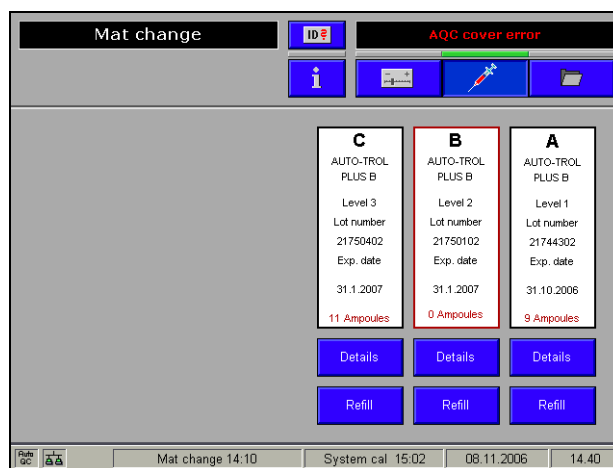 Mat change
ID
AQC cover error
i
C
AUTO-TROL
PLUS B
Level 3
Lot number
21750402
Exp. date
31.1.2007
11 Ampoules
Details
Refill
B
AUTO-TROL
PLUS B
Level 2
Lot number
21750102
Exp. date
31.1.2007
0 Ampoules
Details
Refill
A
AUTO-TROL
PLUS B
Level 1
Lot number
21744302
Exp. date
31.10.2006
9 Ampoules
Details
Refill
Auto
QC
Mat change 14:10
System cal 15:02
08.11.2006
14.40